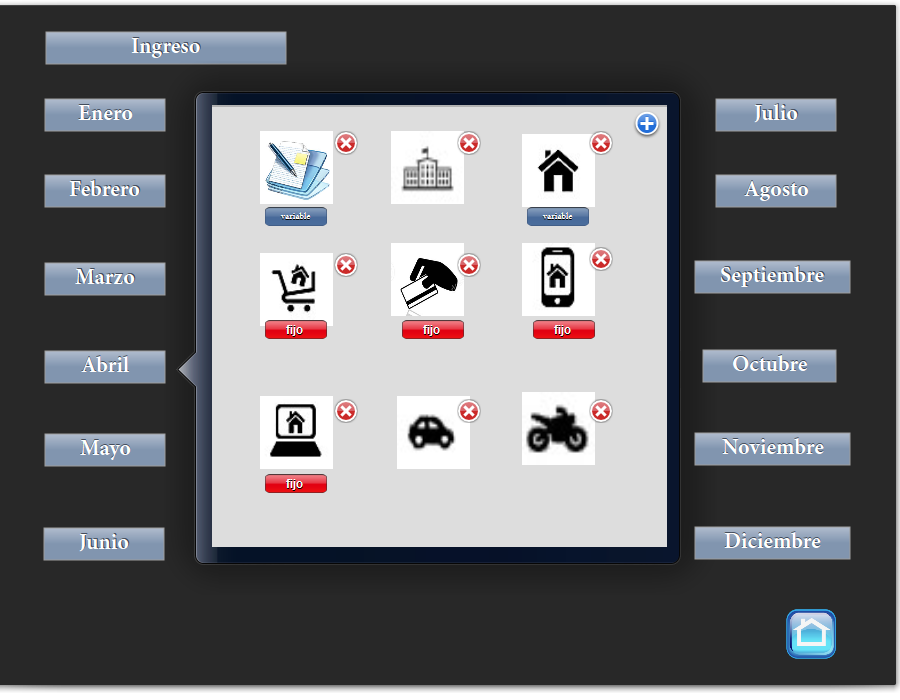 Ingreso
Enero
Febrero
Marzo
Abril
Mayo
Junio
variable
variable
fijo
fijo
fijo
fijo
Julio
Agosto
Septiembre
Octubre
Noviembre
Diciembre